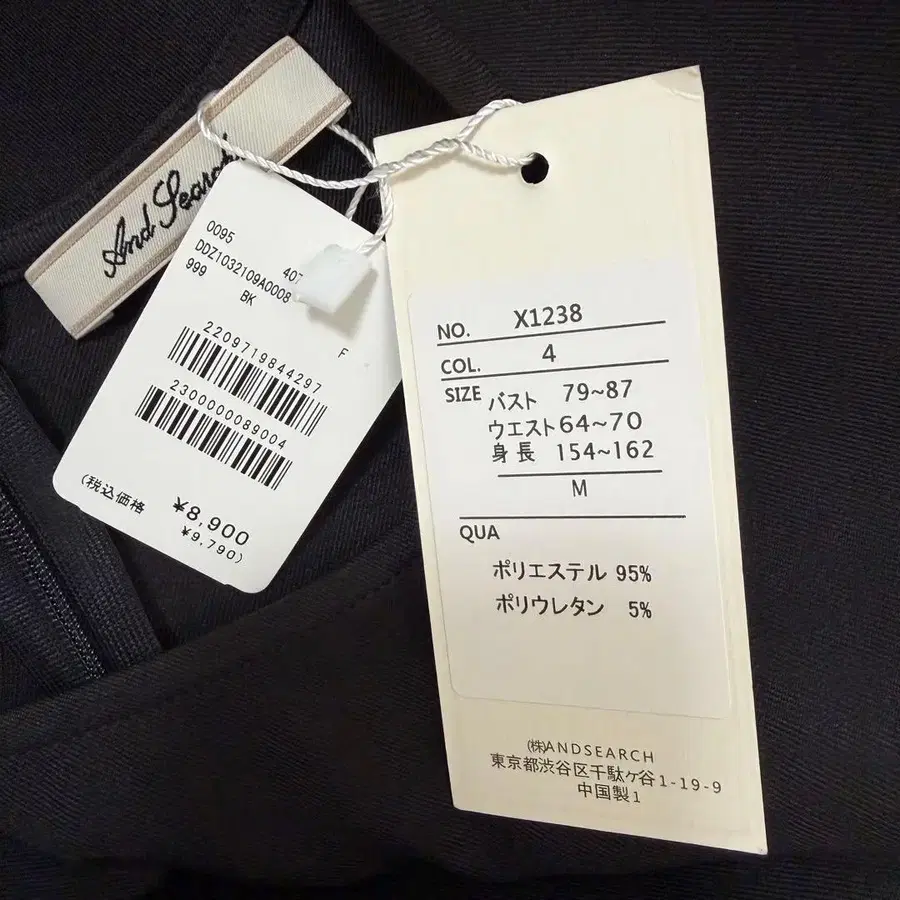 And Search
0095
407
DDZ1032109A0008
999
BK
F
2209719844297
2300000089004
(税込価格
¥8,900
¥9,790)
NO. X1238
COL. 4
SIZE バスト 79~87
ウエスト 64~70
身長 154~162
M
QUA
ポリエステル 95%
ポリウレタン 5%
(株)ANDSEARCH
東京都渋谷区千駄ヶ谷1-19-9
中国製1